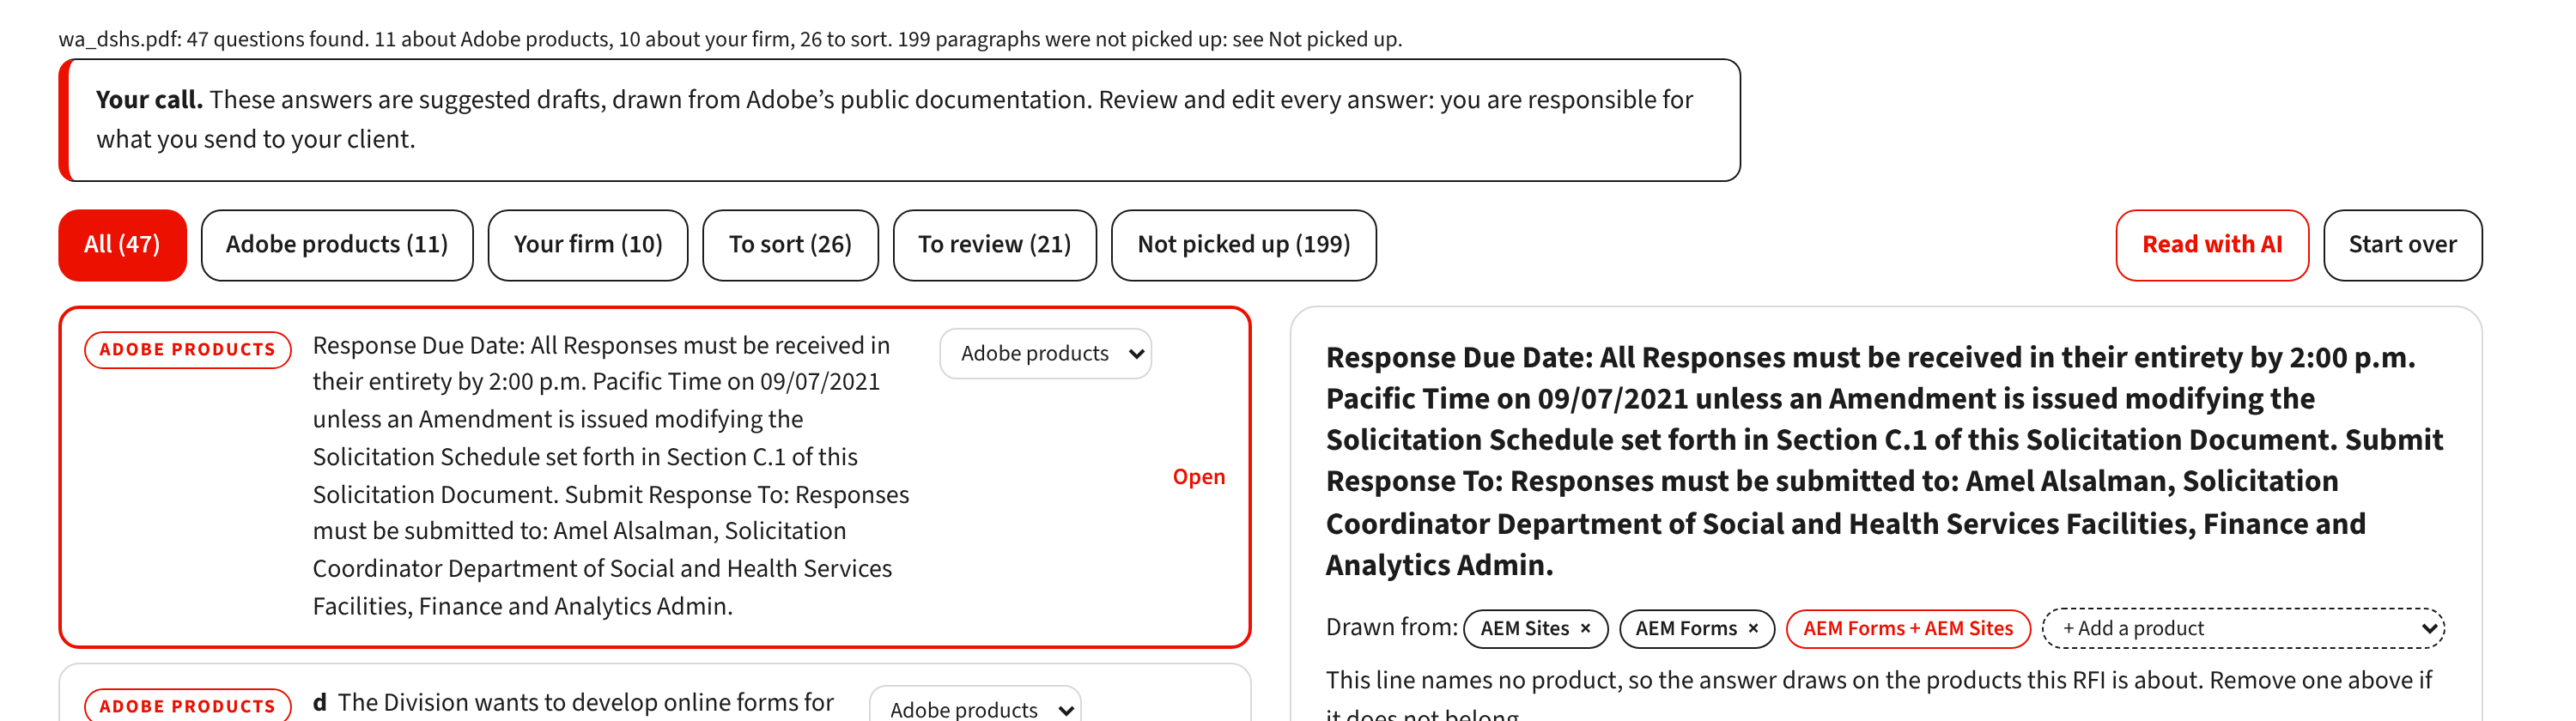 wa_dshs.pdf: 47 questions found. 11 about Adobe products, 10 about your firm, 26 to sort. 199 paragraphs were not picked up: see Not picked up.
Your call. These answers are suggested drafts, drawn from Adobe’s public documentation. Review and edit every answer: you are responsible for
what you send to your client.
All (47)
Adobe products (11)
Your firm (10)
To sort (26)
To review (21)
Not picked up (199)
Read with AI
Start over
ADOBE PRODUCTS
Response Due Date: All Responses must be received in
their entirety by 2:00 p.m. Pacific Time on 09/07/2021
unless an Amendment is issued modifying the
Solicitation Schedule set forth in Section C.1 of this
Solicitation Document. Submit Response To: Responses
must be submitted to: Amel Alsalman, Solicitation
Coordinator Department of Social and Health Services
Facilities, Finance and Analytics Admin.
Adobe products
Open
ADOBE PRODUCTS
d The Division wants to develop online forms for
Adobe products
Response Due Date: All Responses must be received in their entirety by 2:00 p.m.
Pacific Time on 09/07/2021 unless an Amendment is issued modifying the
Solicitation Schedule set forth in Section C.1 of this Solicitation Document. Submit
Response To: Responses must be submitted to: Amel Alsalman, Solicitation
Coordinator Department of Social and Health Services Facilities, Finance and
Analytics Admin.
Drawn from: AEM Sites × AEM Forms × AEM Forms + AEM Sites + Add a product
This line names no product, so the answer draws on the products this RFI is about. Remove one above if
it does not belong